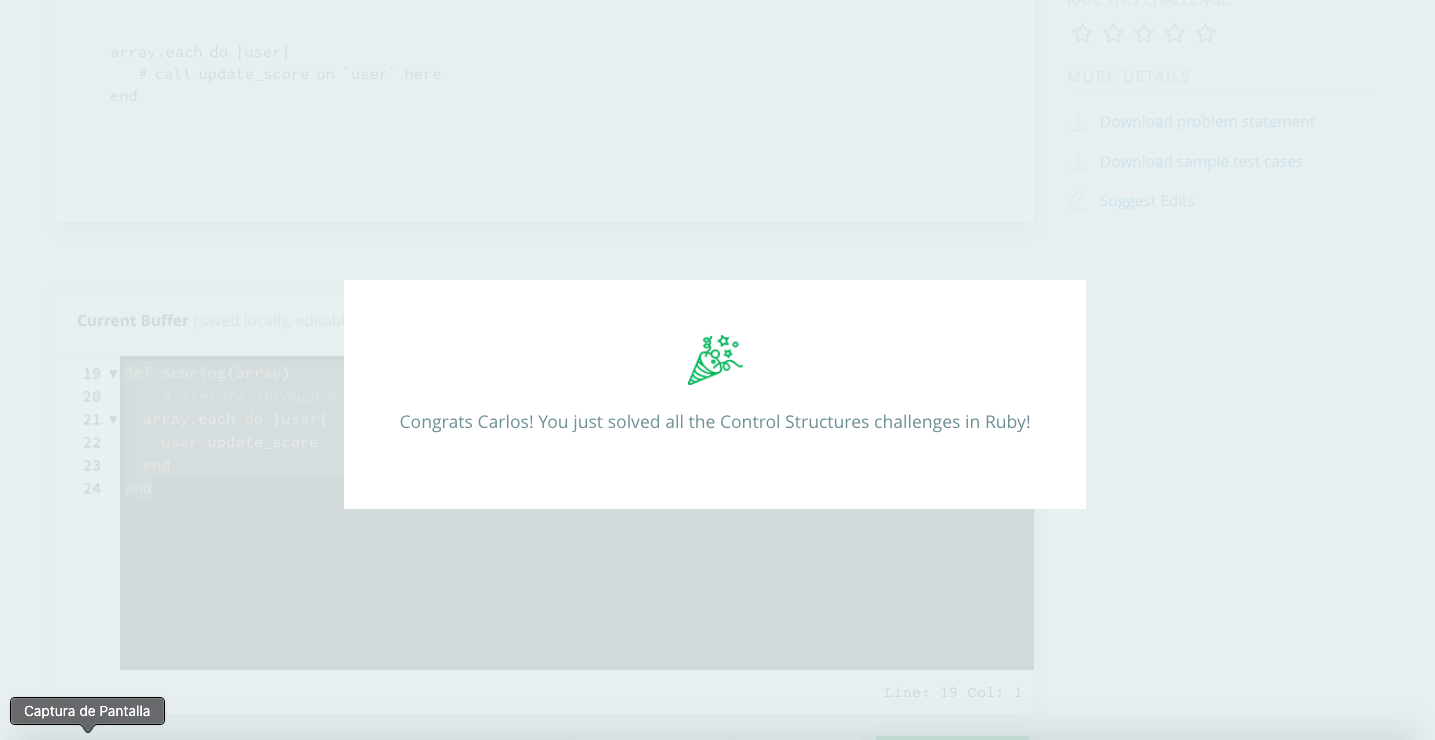 RATE THIS CHALLENGE
array.each do |user|
# call update_score on `user` here
end
MORE DETAILS
Download problem statement
Download sample test cases
Suggest Edits
Current Buffer (saved locally, editabl
19 def scoring(array)
20 # iterate through
21 array.each do |user|
22 user.update_score
23 end
24 end
Congrats Carlos! You just solved all the Control Structures challenges in Ruby!
Line: 19 Col: 1
Captura de Pantalla